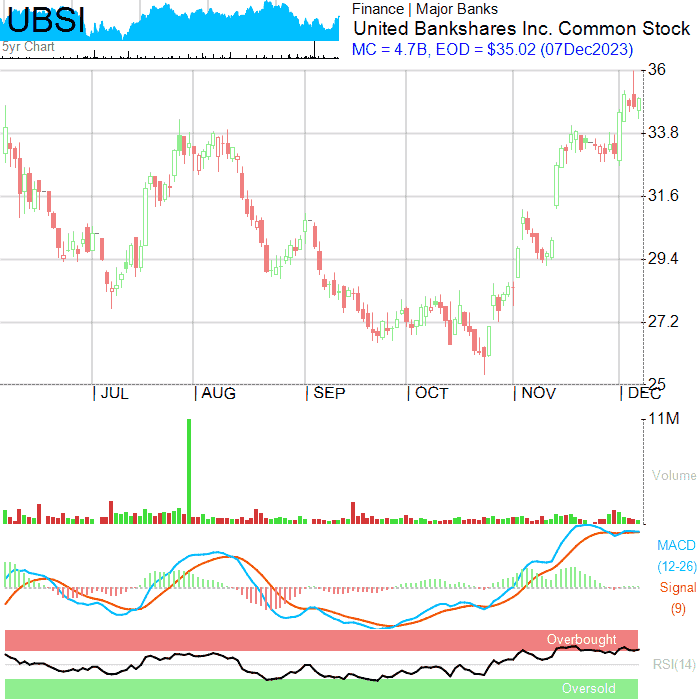 UBSI
5yr Chart
Finance | Major Banks
United Bankshares Inc. Common Stock
MC = 4.7B, EOD = $35.02 (07Dec2023)
36
33.8
31.6
29.4
27.2
25
JUL AUG SEP OCT NOV DEC
11M
Volume
MACD
(12-26)
Signal
(9)
Overbought
RSI(14)
Oversold